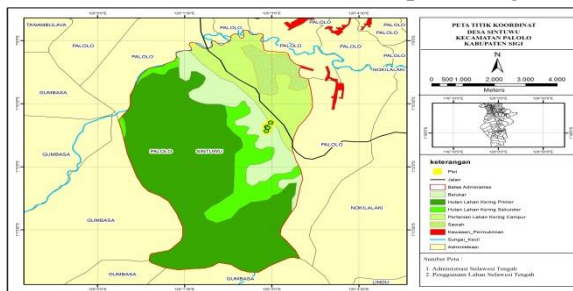 TANAMBULAVA
PALOLO
PALOLO
PALOLO
PALOLO
PALOLO
NOKILALAKI
GUMBASA
GUMBASA
PALOLO
SINTUWU
PALOLO
GUMBASA
NOKILALAKI
GUMBASA
GUMBASA
GUMBASA
LINDU
PETA TITIK KOORDINAT
DESA SINTUWU
KECAMATAN PALOLO
KABUPATEN SIGI
N
0 500 1.000 2.000 3.000 4.000
Meters
keterangan
Plot
Jalan
Batas Administrasi
Belukar
Hutan Lahan Kering Primer
Hutan Lahan Kering Sekunder
Pertanian Lahan Kering Campur
Sawah
Kawasan_Permukiman
Sungai_Kecil
Administrasi
Sumber Peta :
1. Administrasi Sulawesi Tengah
2. Penggunaan Lahan Sulawesi Tengah